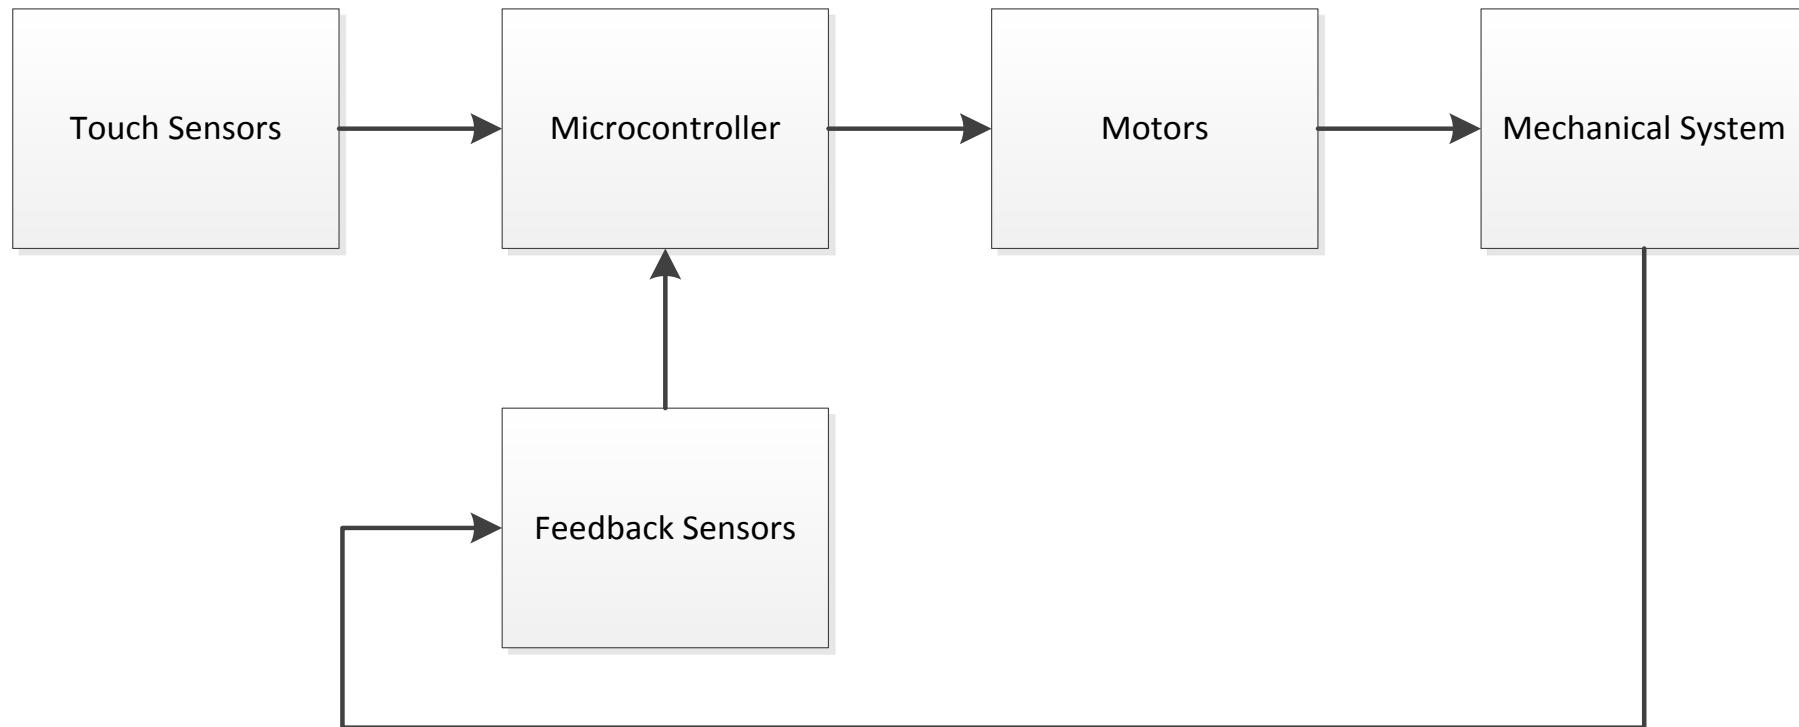 Touch Sensors
Microcontroller
Motors
Mechanical System
Feedback Sensors